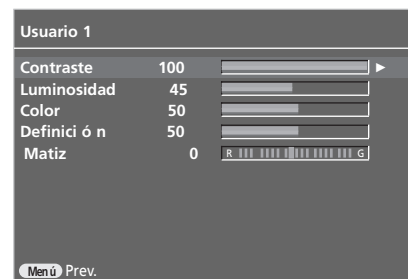 Usuario 1
Contraste 100
Luminosidad 45
Color 50
Definici ó n 50
Matiz 0 R G
Menú Prev.